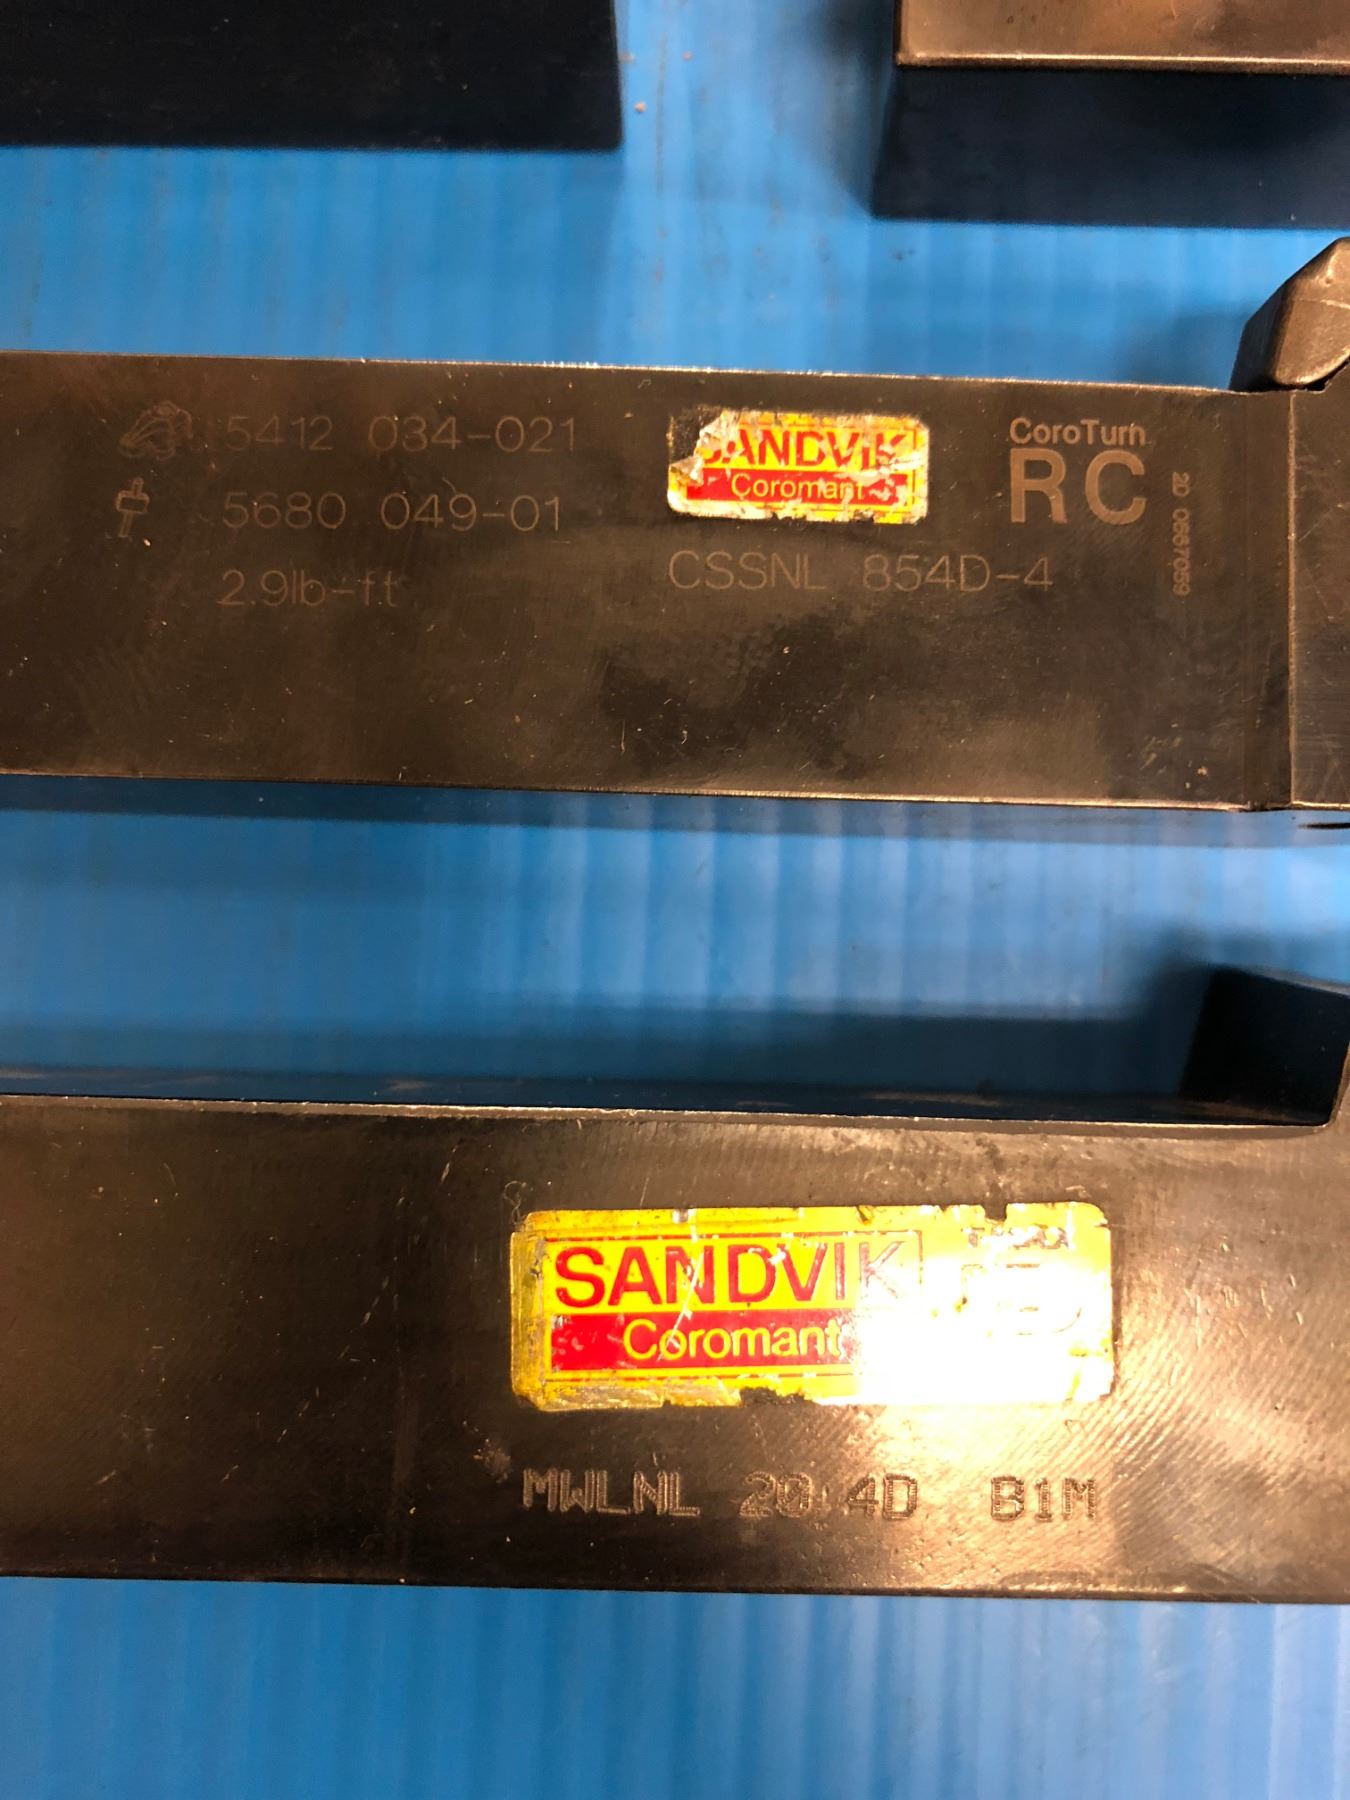 5412 034-021
5680 049-01
2.9lb-ft
SANDVIK
Coromant
CoroTurn
RC
CSSNL 854D-4
SANDVIK
Coromant
MWLNL 20 4D B1M